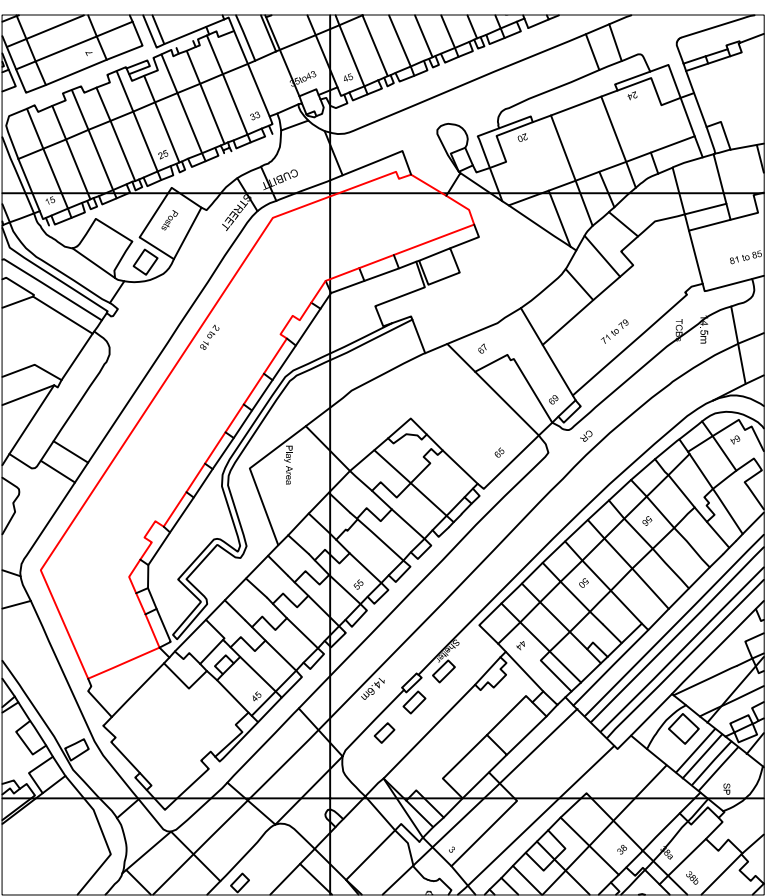 7
35to43
45
33
25
15
CUBITT
STREET
Posts
24
20
81 to 85
71 to 79
TCBs
14.5m
2 to 18
67
69
CR
65
64
Play Area
56
50
55
44
Shelter
14.6m
45
SP
3
38
38a
38b